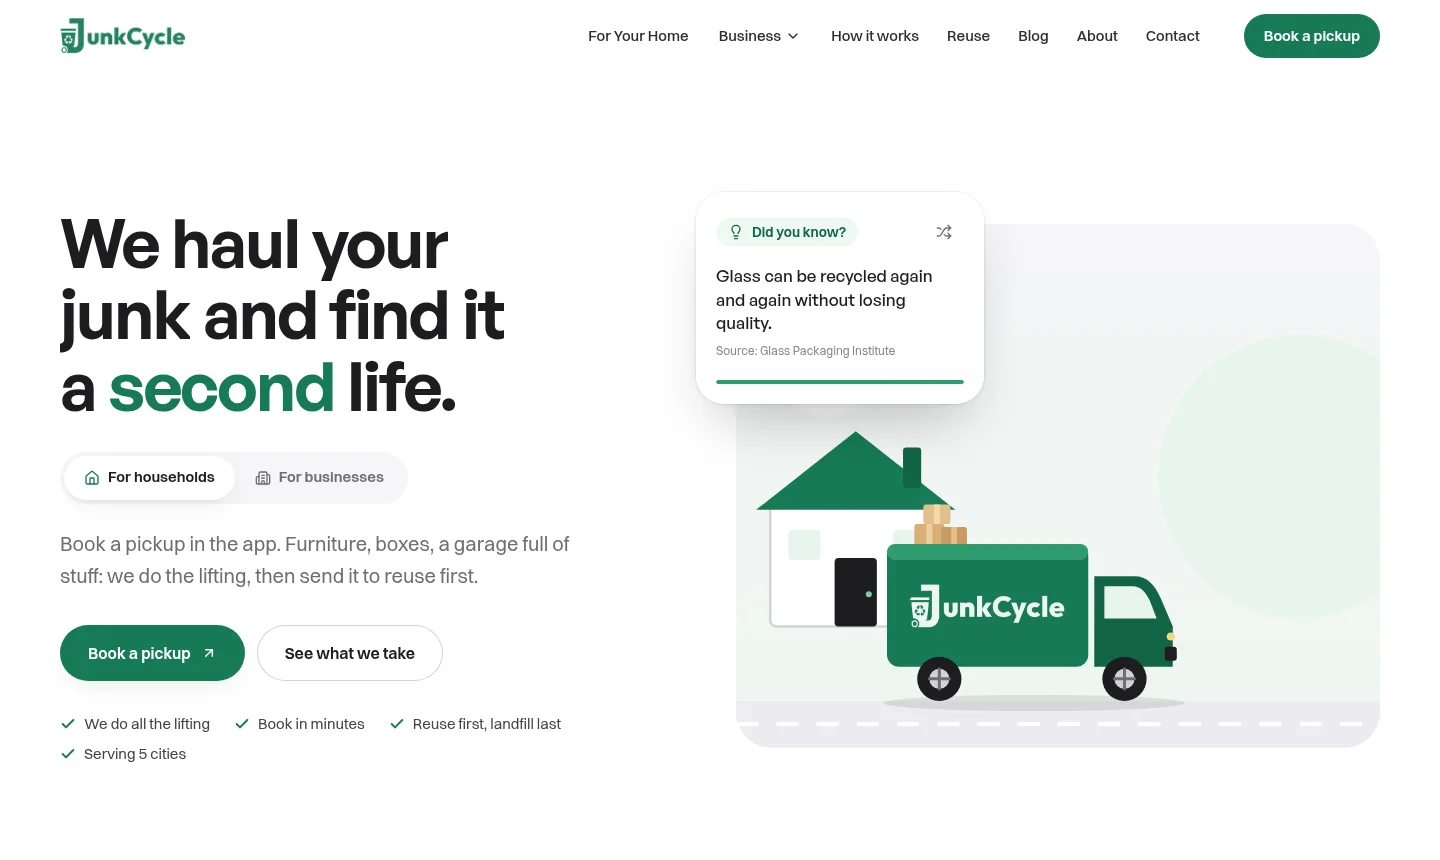 JunkCycle
For Your Home
Business
How it works
Reuse
Blog
About
Contact
Book a pickup
We haul your
junk and find it
a second life.
For households
For businesses
Book a pickup in the app. Furniture, boxes, a garage full of
stuff: we do the lifting, then send it to reuse first.
Book a pickup
See what we take
We do all the lifting
Book in minutes
Reuse first, landfill last
Serving 5 cities
Did you know?
Glass can be recycled again
and again without losing
quality.
Source: Glass Packaging Institute
JunkCycle